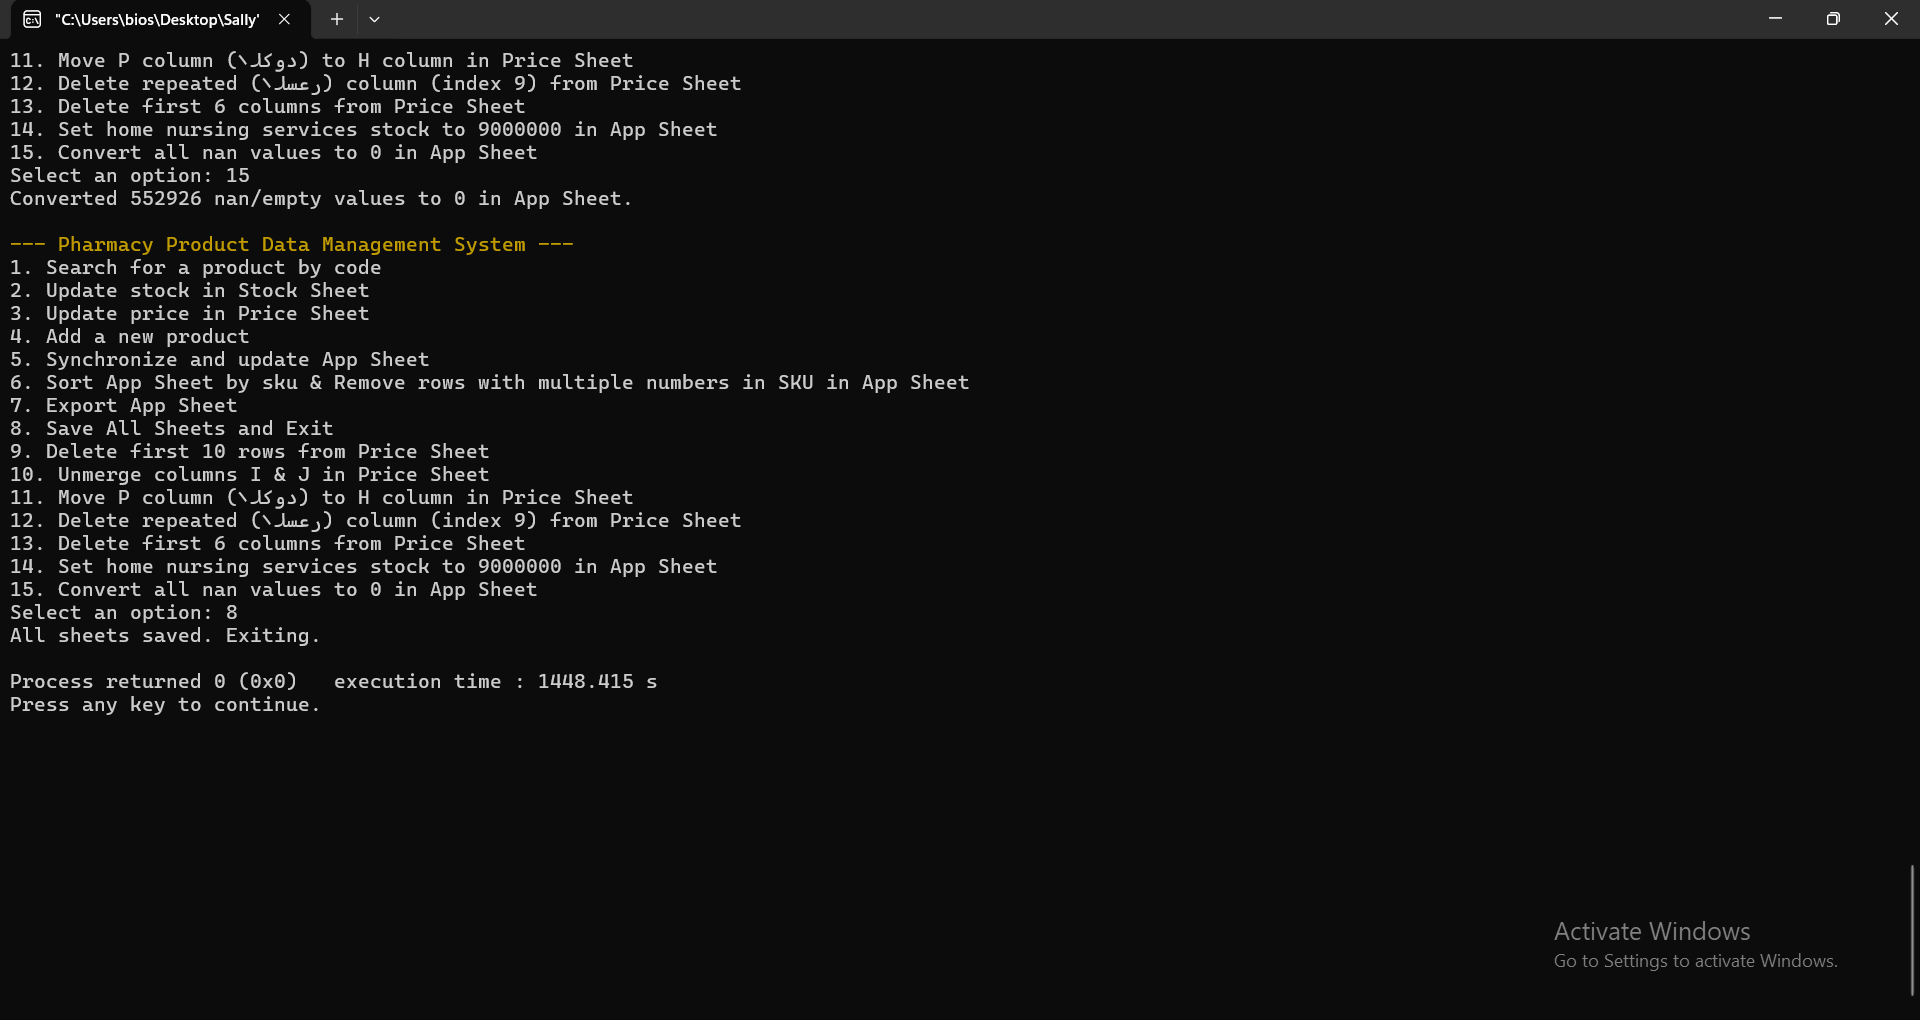 "C:\Users\bios\Desktop\Sally"
11. Move P column (دوكلا) to H column in Price Sheet
12. Delete repeated (رعسلا) column (index 9) from Price Sheet
13. Delete first 6 columns from Price Sheet
14. Set home nursing services stock to 9000000 in App Sheet
15. Convert all nan values to 0 in App Sheet
Select an option: 15
Converted 552926 nan/empty values to 0 in App Sheet.
--- Pharmacy Product Data Management System ---
1. Search for a product by code
2. Update stock in Stock Sheet
3. Update price in Price Sheet
4. Add a new product
5. Synchronize and update App Sheet
6. Sort App Sheet by sku & Remove rows with multiple numbers in SKU in App Sheet
7. Export App Sheet
8. Save All Sheets and Exit
9. Delete first 10 rows from Price Sheet
10. Unmerge columns I & J in Price Sheet
11. Move P column (دوكلا) to H column in Price Sheet
12. Delete repeated (رعسلا) column (index 9) from Price Sheet
13. Delete first 6 columns from Price Sheet
14. Set home nursing services stock to 9000000 in App Sheet
15. Convert all nan values to 0 in App Sheet
Select an option: 8
All sheets saved. Exiting.
Process returned 0 (0x0)   execution time : 1448.415 s
Press any key to continue.
Activate Windows
Go to Settings to activate Windows.